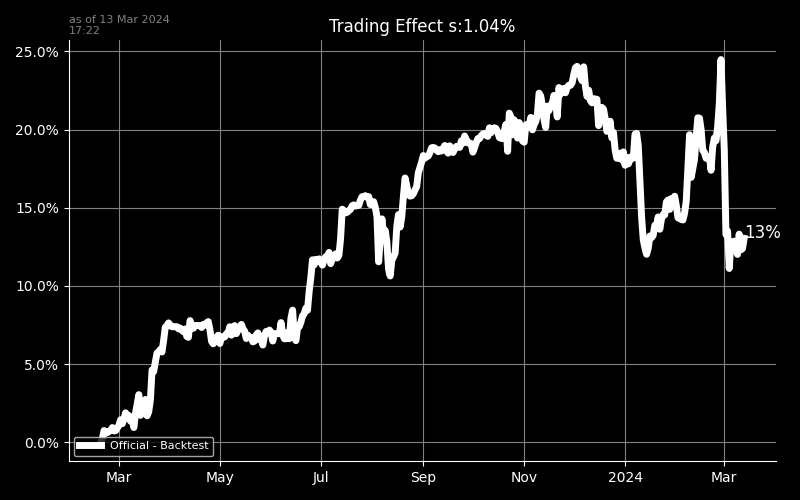 as of 13 Mar 2024
17:22
Trading Effect s:1.04%
25.0%
20.0%
15.0%
10.0%
5.0%
0.0%
13%
Official - Backtest
Mar May Jul Sep Nov 2024 Mar